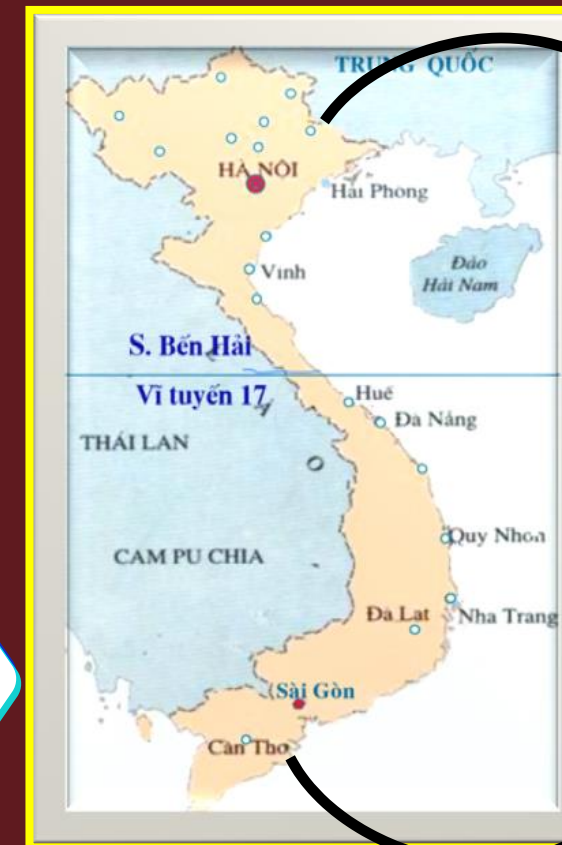 TRUNG QUỐC
HÀ NÔI
Hải Phong
Đảo
Hải Nam
Vinh
S. Bến Hải
Vĩ tuyến 17
Huế
Đà Nẵng
THÁI LAN
Quy Nhơn
CAM PU CHIA
Đà Lạt
Nha Trang
(Sài Gòn
Cần Thơ